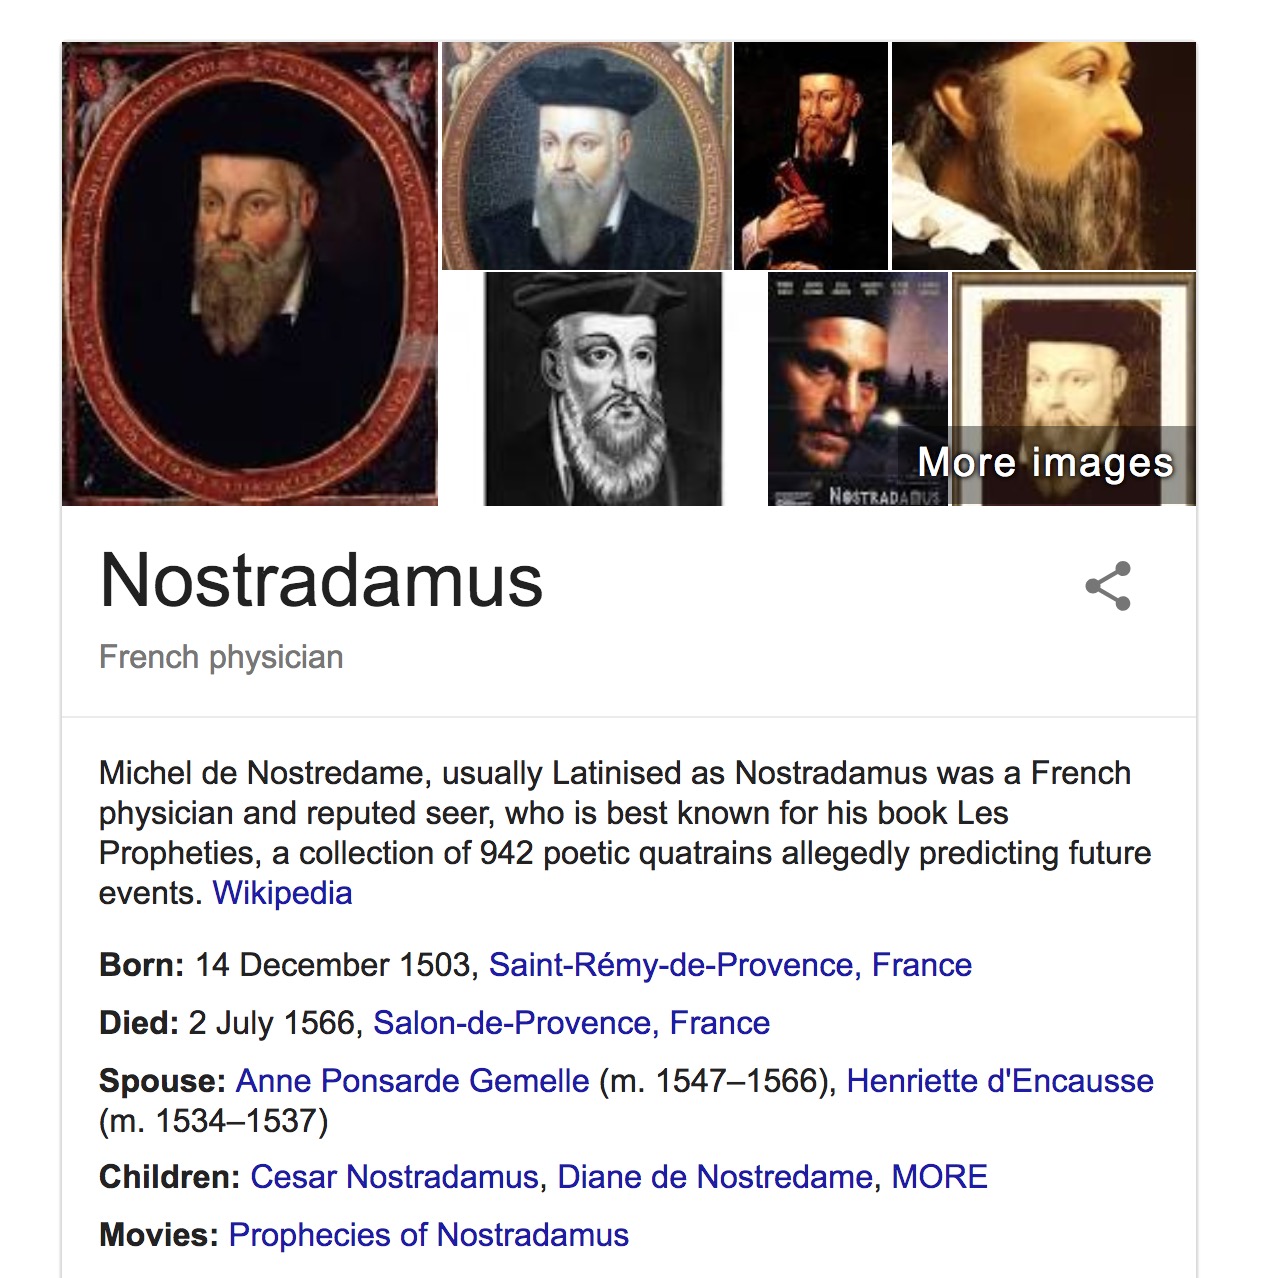 NOSTRADAMUS
More images
Nostradamus
French physician
Michel de Nostredame, usually Latinised as Nostradamus was a French
physician and reputed seer, who is best known for his book Les
Propheties, a collection of 942 poetic quatrains allegedly predicting future
events. Wikipedia
Born: 14 December 1503, Saint-Rémy-de-Provence, France
Died: 2 July 1566, Salon-de-Provence, France
Spouse: Anne Ponsarde Gemelle (m. 1547–1566), Henriette d'Encausse
(m. 1534–1537)
Children: Cesar Nostradamus, Diane de Nostredame, MORE
Movies: Prophecies of Nostradamus